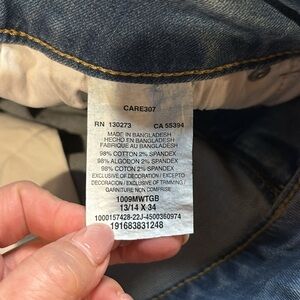 CARE307
RN 130273 CA 55394
MADE IN BANGLADESH
HECHO EN BANGLADESH
FABRIQUE AU BANGLADESH
98% COTTON 2% SPANDEX
98% ALGODON 2% SPANDEX
98% COTON 2% SPANDEX
EXCLUSIVE OF DECORATION / EXCEPTO
DECORACION / EXCLUSIVE OF TRIMMING /
GARNITURE NON COMPRISE
1009MWTGB
13/14 X 34
1000157428-22J-4500360974
191683831248